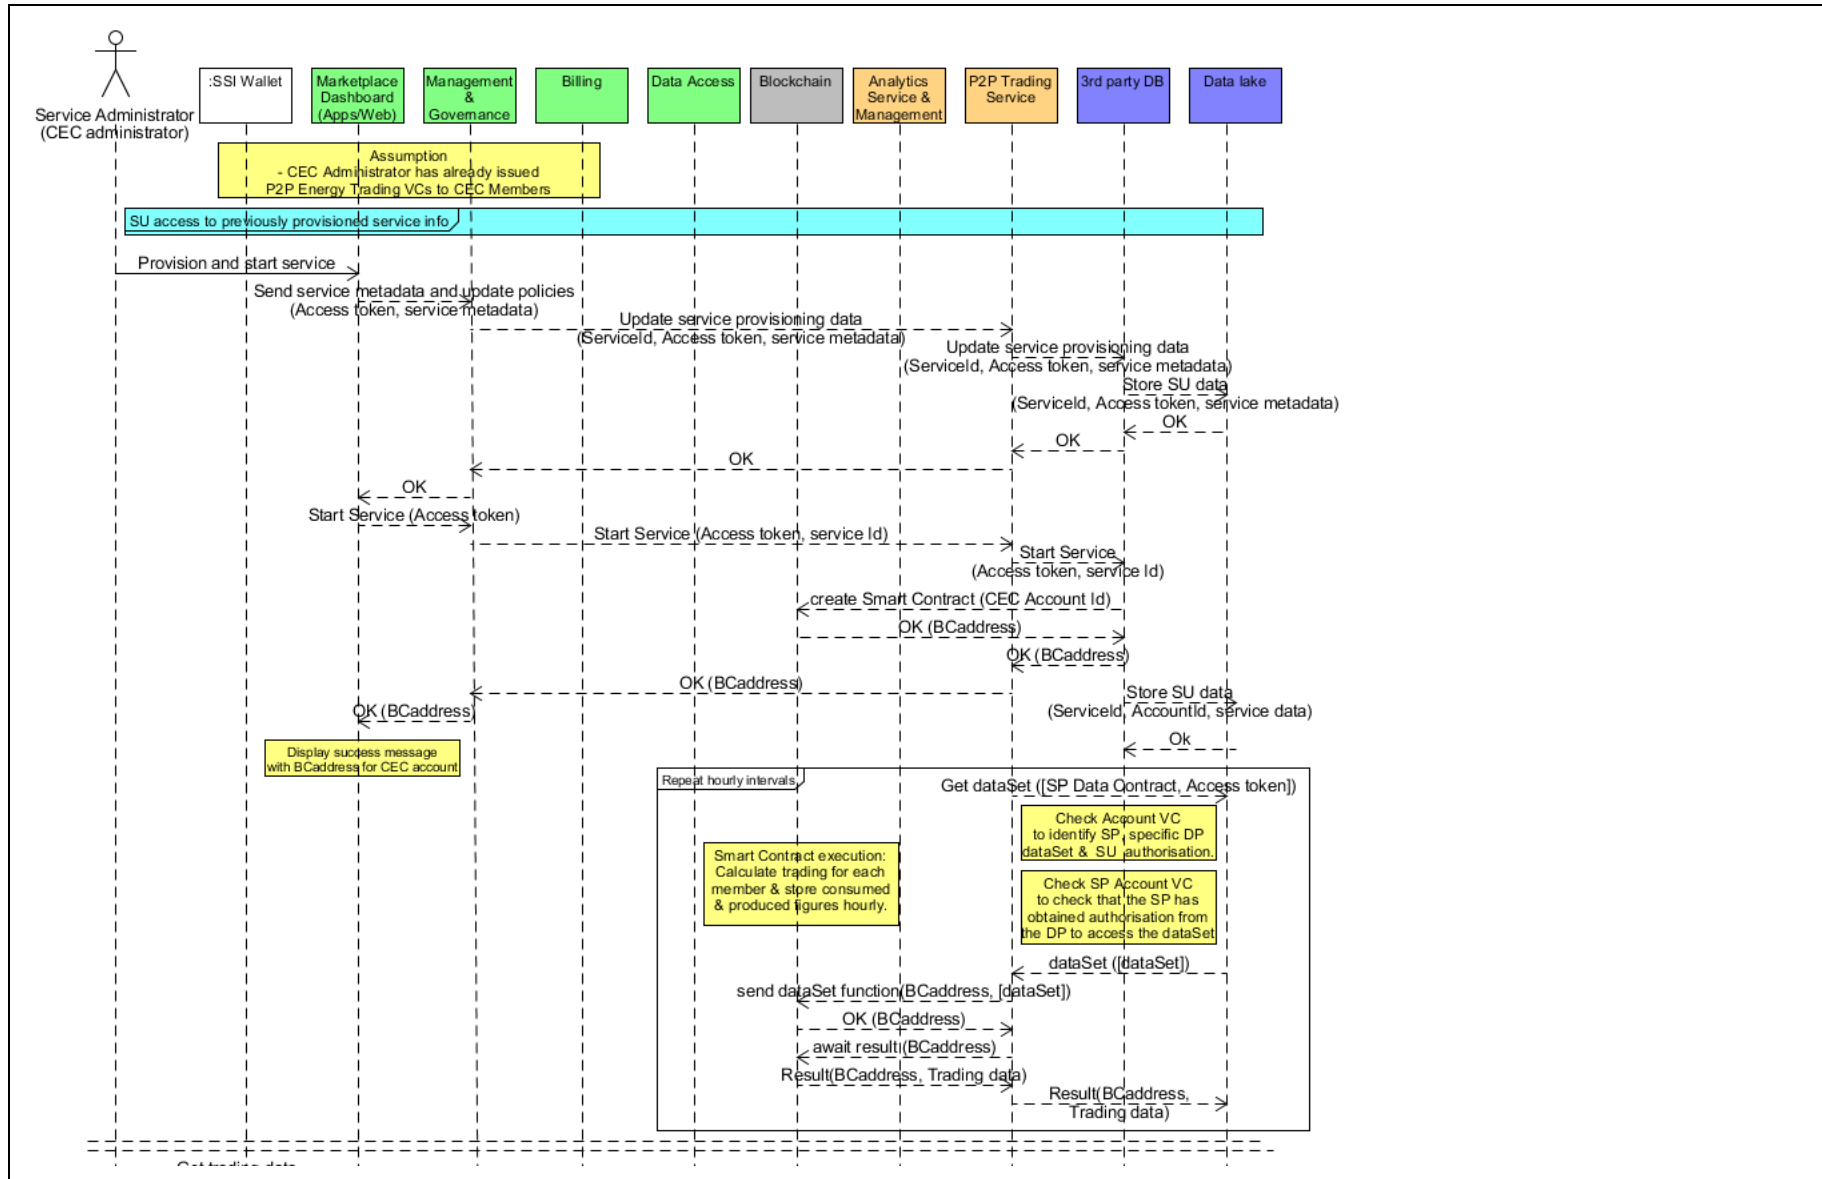 Service Administrator
(CEC administrator)
:SSI Wallet
Marketplace
Dashboard
(Apps/Web)
Management
&
Governance
Billing
Data Access
Blockchain
Analytics
Service &
Management
P2P Trading
Service
3rd party DB
Data lake
Assumption
- CEC Administrator has already issued
P2P Energy Trading VCs to CEC Members
SU access to previously provisioned service info
Provision and start service
Send service metadata and update policies
(Access token, service metadata)
Update service provisioning data
(ServiceId, Access token, service metadata)
Update service provisioning data
(ServiceId, Access token, service metadata)
Store SU data
(ServiceId, Access token, service metadata)
OK
OK
OK
OK
Start Service (Access token)
Start Service (Access token, service Id)
Start Service
(Access token, service Id)
create Smart Contract (CEC Account Id)
OK (BCaddress)
OK (BCaddress)
OK (BCaddress)
Store SU data
(ServiceId, AccountId, service data)
OK (BCaddress)
Ok
Display success message
with BCaddress for CEC account
Repeat hourly intervals
Get dataSet ([SP Data Contract, Access token])
Check Account VC
to identify SP, specific DP
dataSet & SU authorisation.
Smart Contract execution:
Calculate trading for each
member & store consumed
& produced figures hourly.
Check SP Account VC
to check that the SP has
obtained authorisation from
the DP to access the dataSet
dataSet ([dataSet])
send dataSet function(BCaddress, [dataSet])
OK (BCaddress)
await result (BCaddress)
Result(BCaddress, Trading data)
Result(BCaddress,
Trading data)
Get trading data